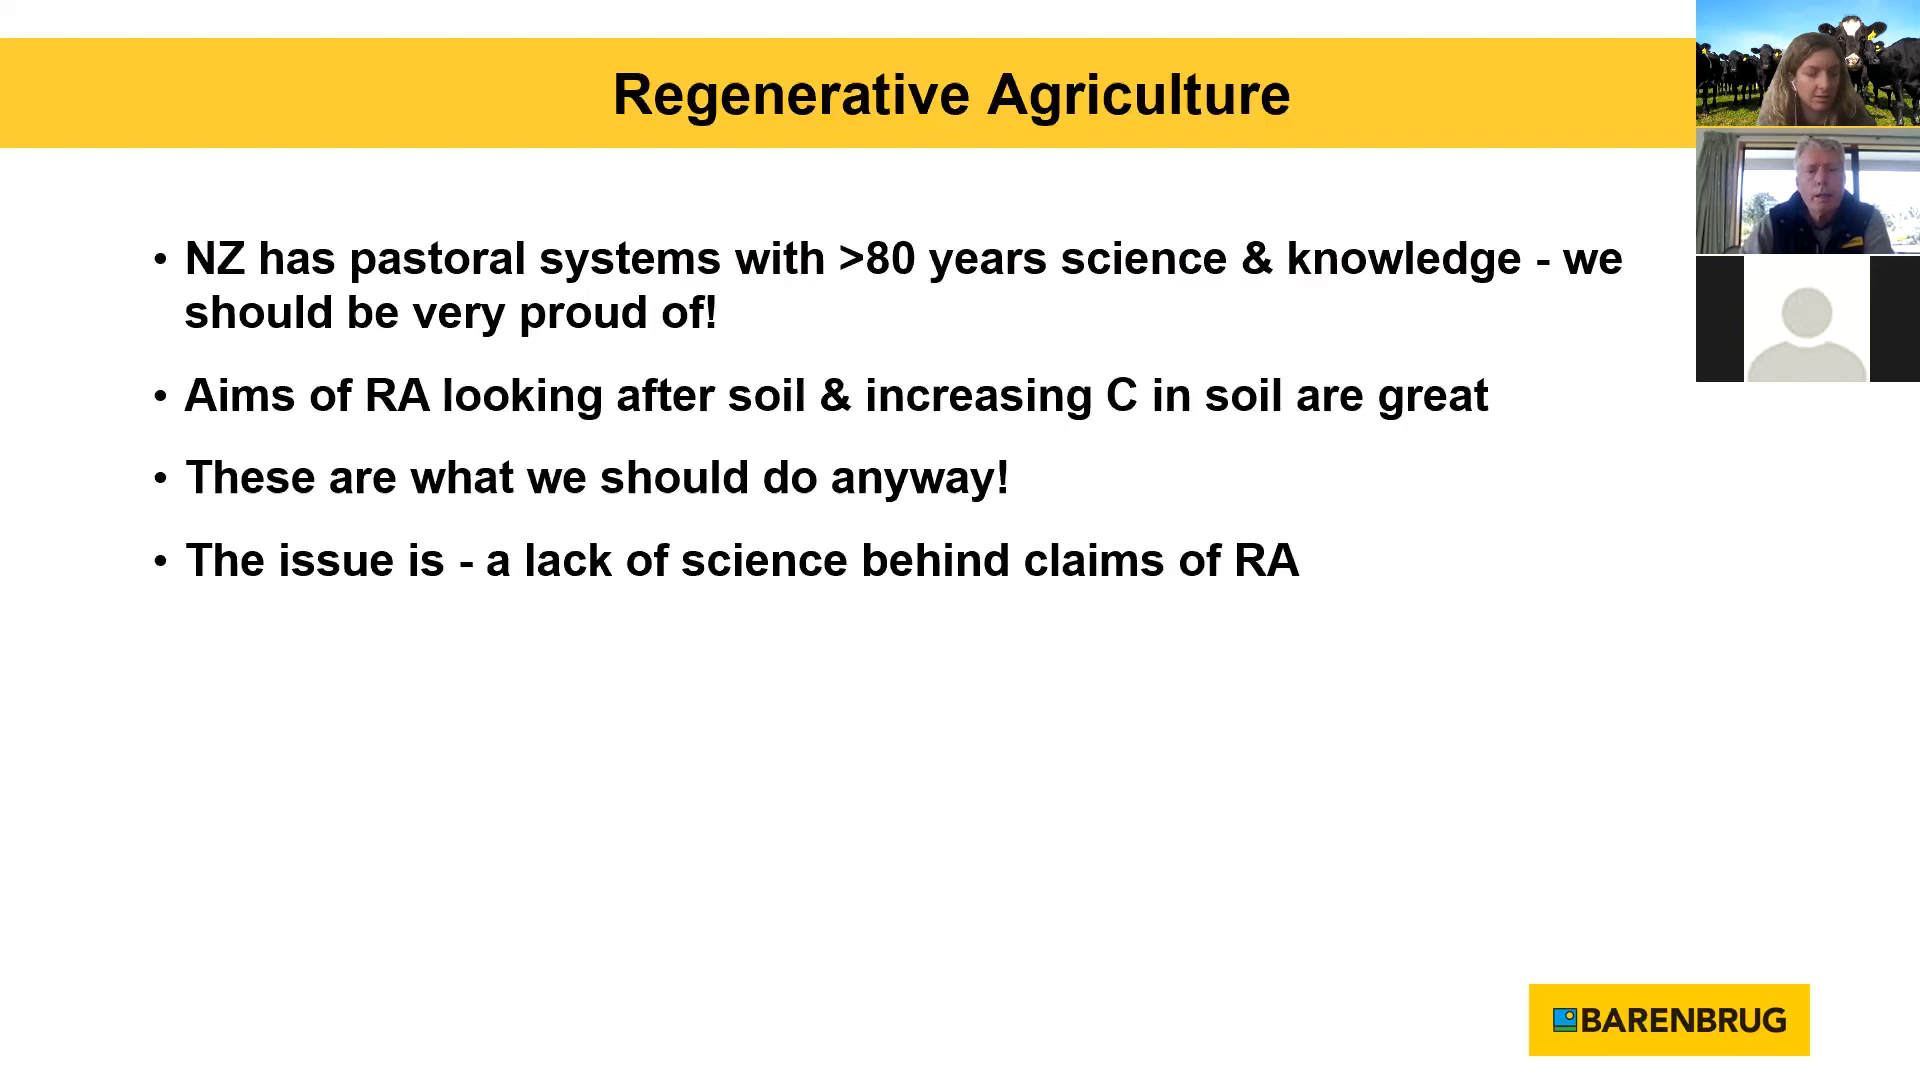 Regenerative Agriculture
• NZ has pastoral systems with >80 years science & knowledge - we
should be very proud of!
• Aims of RA looking after soil & increasing C in soil are great
• These are what we should do anyway!
• The issue is - a lack of science behind claims of RA
BARENBRUG